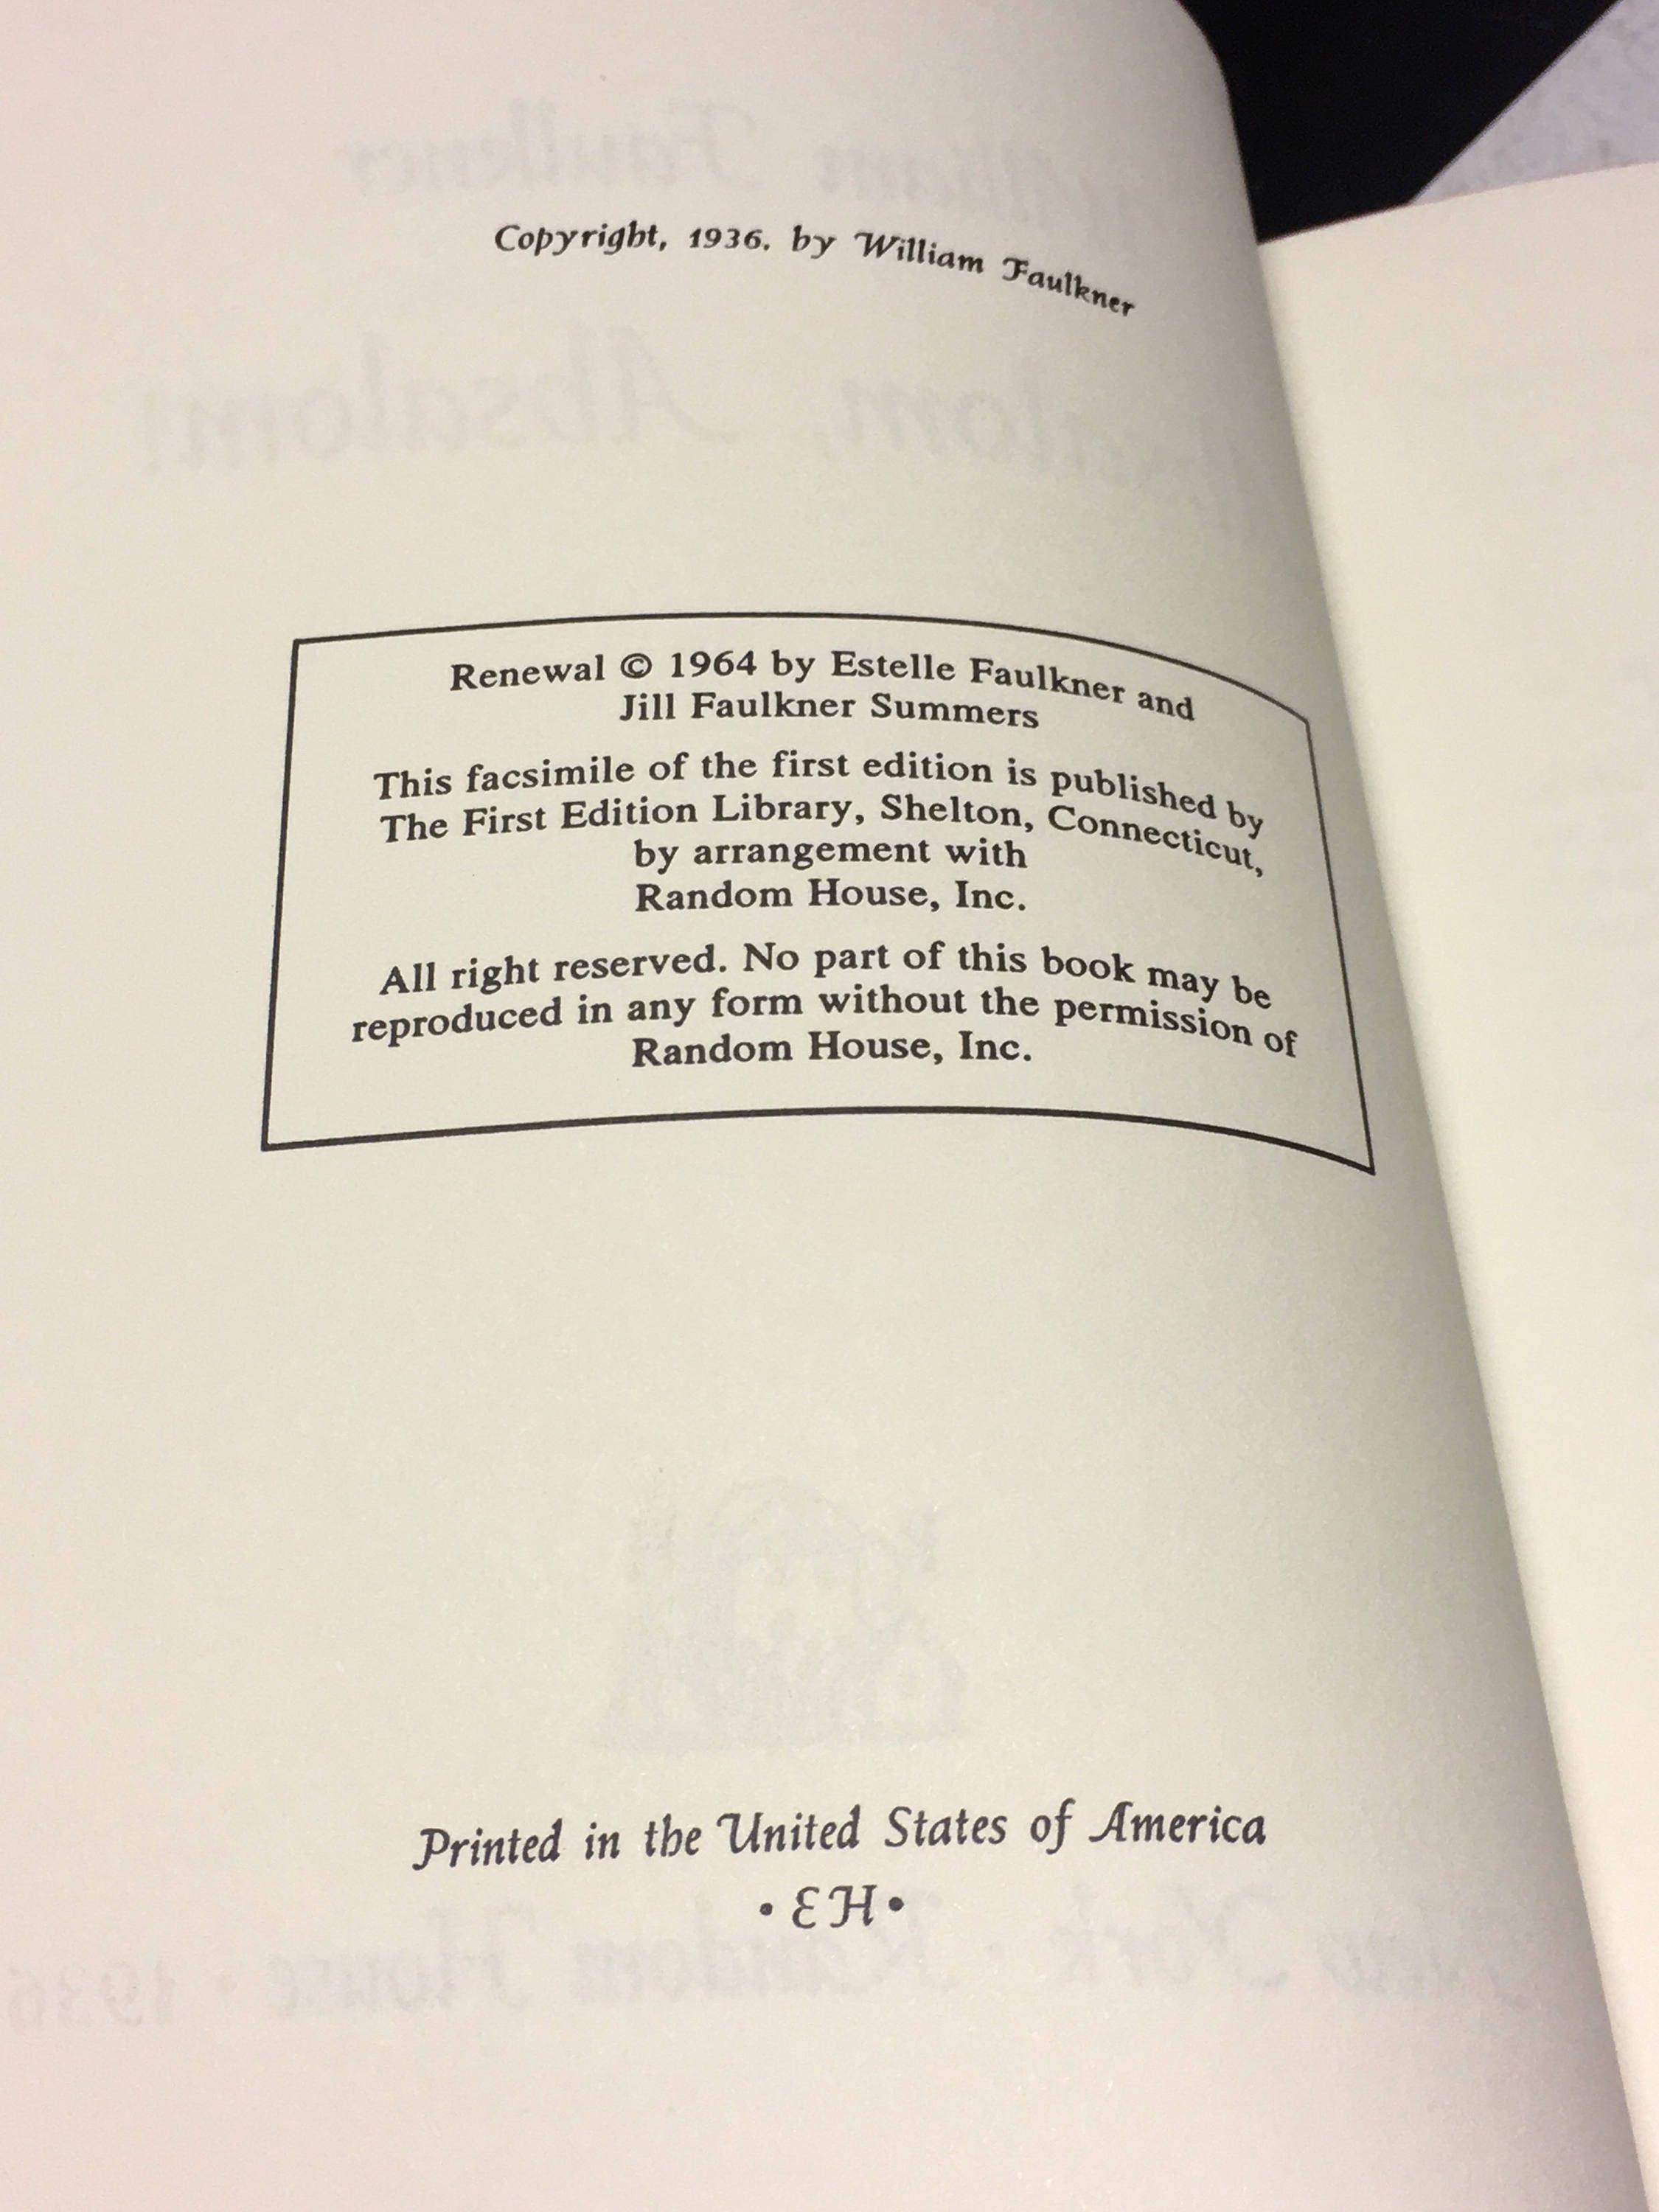 Copyright, 1936, by William Faulkner
Renewal © 1964 by Estelle Faulkner and
Jill Faulkner Summers
This facsimile of the first edition is published by
The First Edition Library, Shelton, Connecticut,
by arrangement with
Random House, Inc.
All right reserved. No part of this book may be
reproduced in any form without the permission of
Random House, Inc.
Printed in the United States of America
• EH •